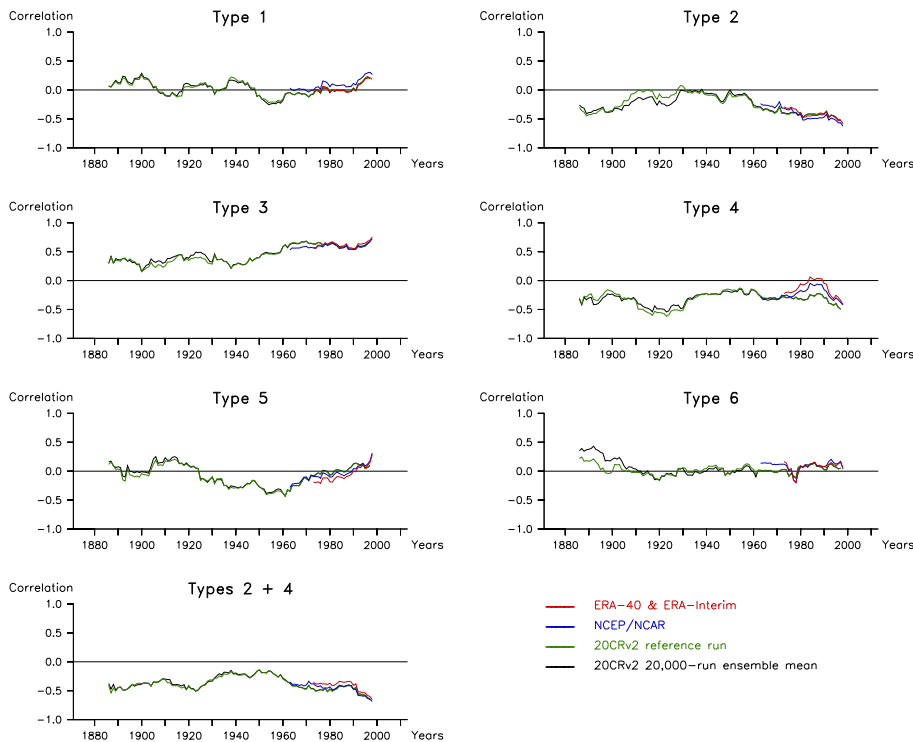 Correlation Type 1
1.0
0.5
0.0
−0.5
−1.0
1880 1900 1920 1940 1960 1980 2000 Years
Correlation Type 2
1.0
0.5
0.0
−0.5
−1.0
1880 1900 1920 1940 1960 1980 2000 Years
Correlation Type 3
1.0
0.5
0.0
−0.5
−1.0
1880 1900 1920 1940 1960 1980 2000 Years
Correlation Type 4
1.0
0.5
0.0
−0.5
−1.0
1880 1900 1920 1940 1960 1980 2000 Years
Correlation Type 5
1.0
0.5
0.0
−0.5
−1.0
1880 1900 1920 1940 1960 1980 2000 Years
Correlation Type 6
1.0
0.5
0.0
−0.5
−1.0
1880 1900 1920 1940 1960 1980 2000 Years
Correlation Types 2 + 4
1.0
0.5
0.0
−0.5
−1.0
1880 1900 1920 1940 1960 1980 2000 Years
ERA−40 & ERA−Interim
NCEP/NCAR
20CRv2 reference run
20CRv2 20,000−run ensemble mean